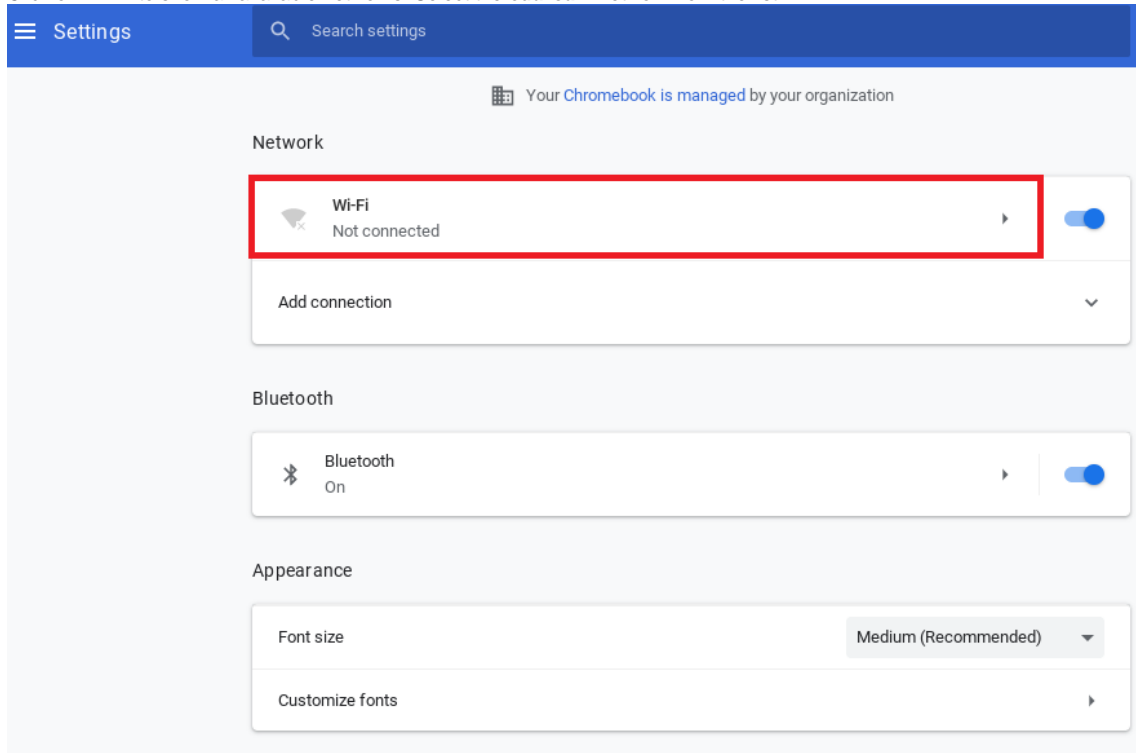 Settings
Search settings
Your Chromebook is managed by your organization
Network
Wi-Fi
Not connected
Add connection
Bluetooth
Bluetooth
On
Appearance
Font size
Medium (Recommended)
Customize fonts